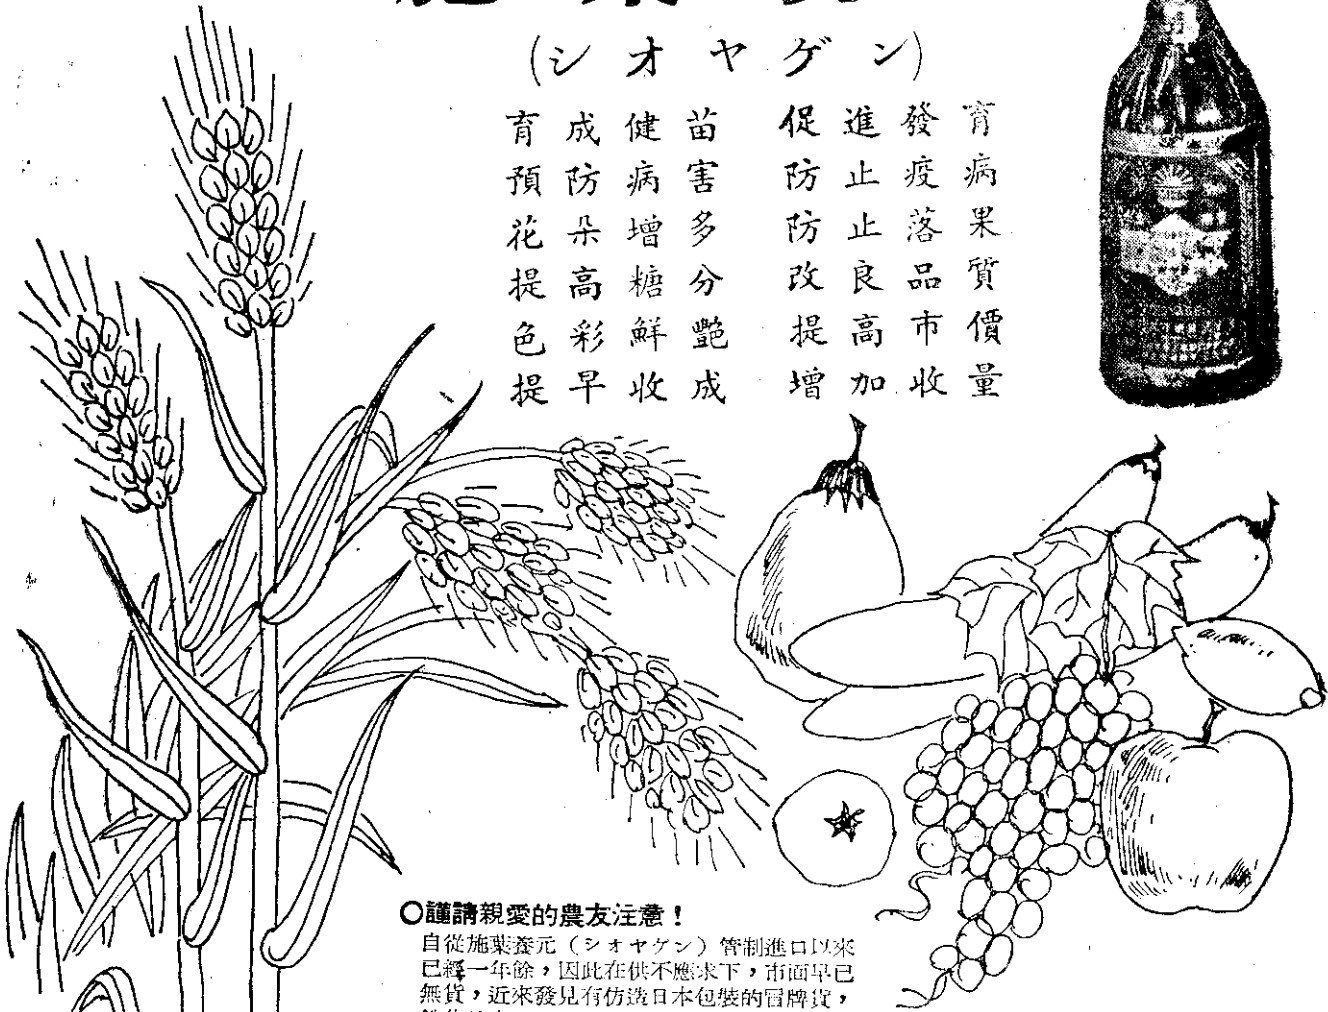 (シオヤゲン)
育成健苗 促進發育
預防病害 防止疫病
花朵增多 防止落果
提高糖分 改良品質
色彩鮮艷 提高市價
提早收成 增加收量
○謹請親愛的農友注意!
自從施葉養元(シオヤゲン)管制進口以來
已經一年餘,因此在供不應求下,市面早已
無貨,近來發見有仿造日本包裝的冒牌貨,